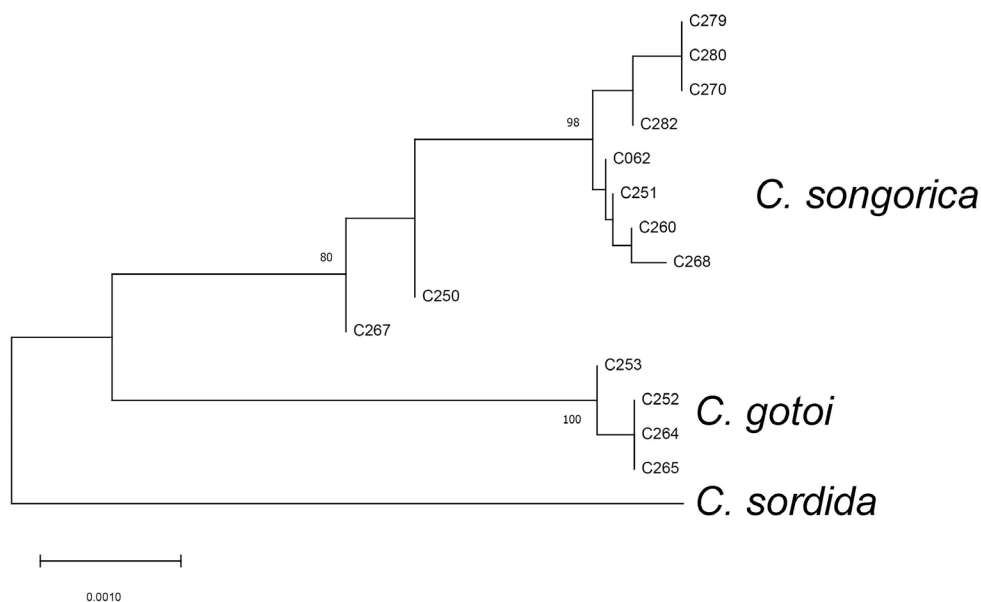 C279
C280
C270
98
C282
C062
C251
C. songorica
C260
80
C268
C250
C267
C253
C252
C. gotoi
100
C264
C265
C. sordida
0.0010